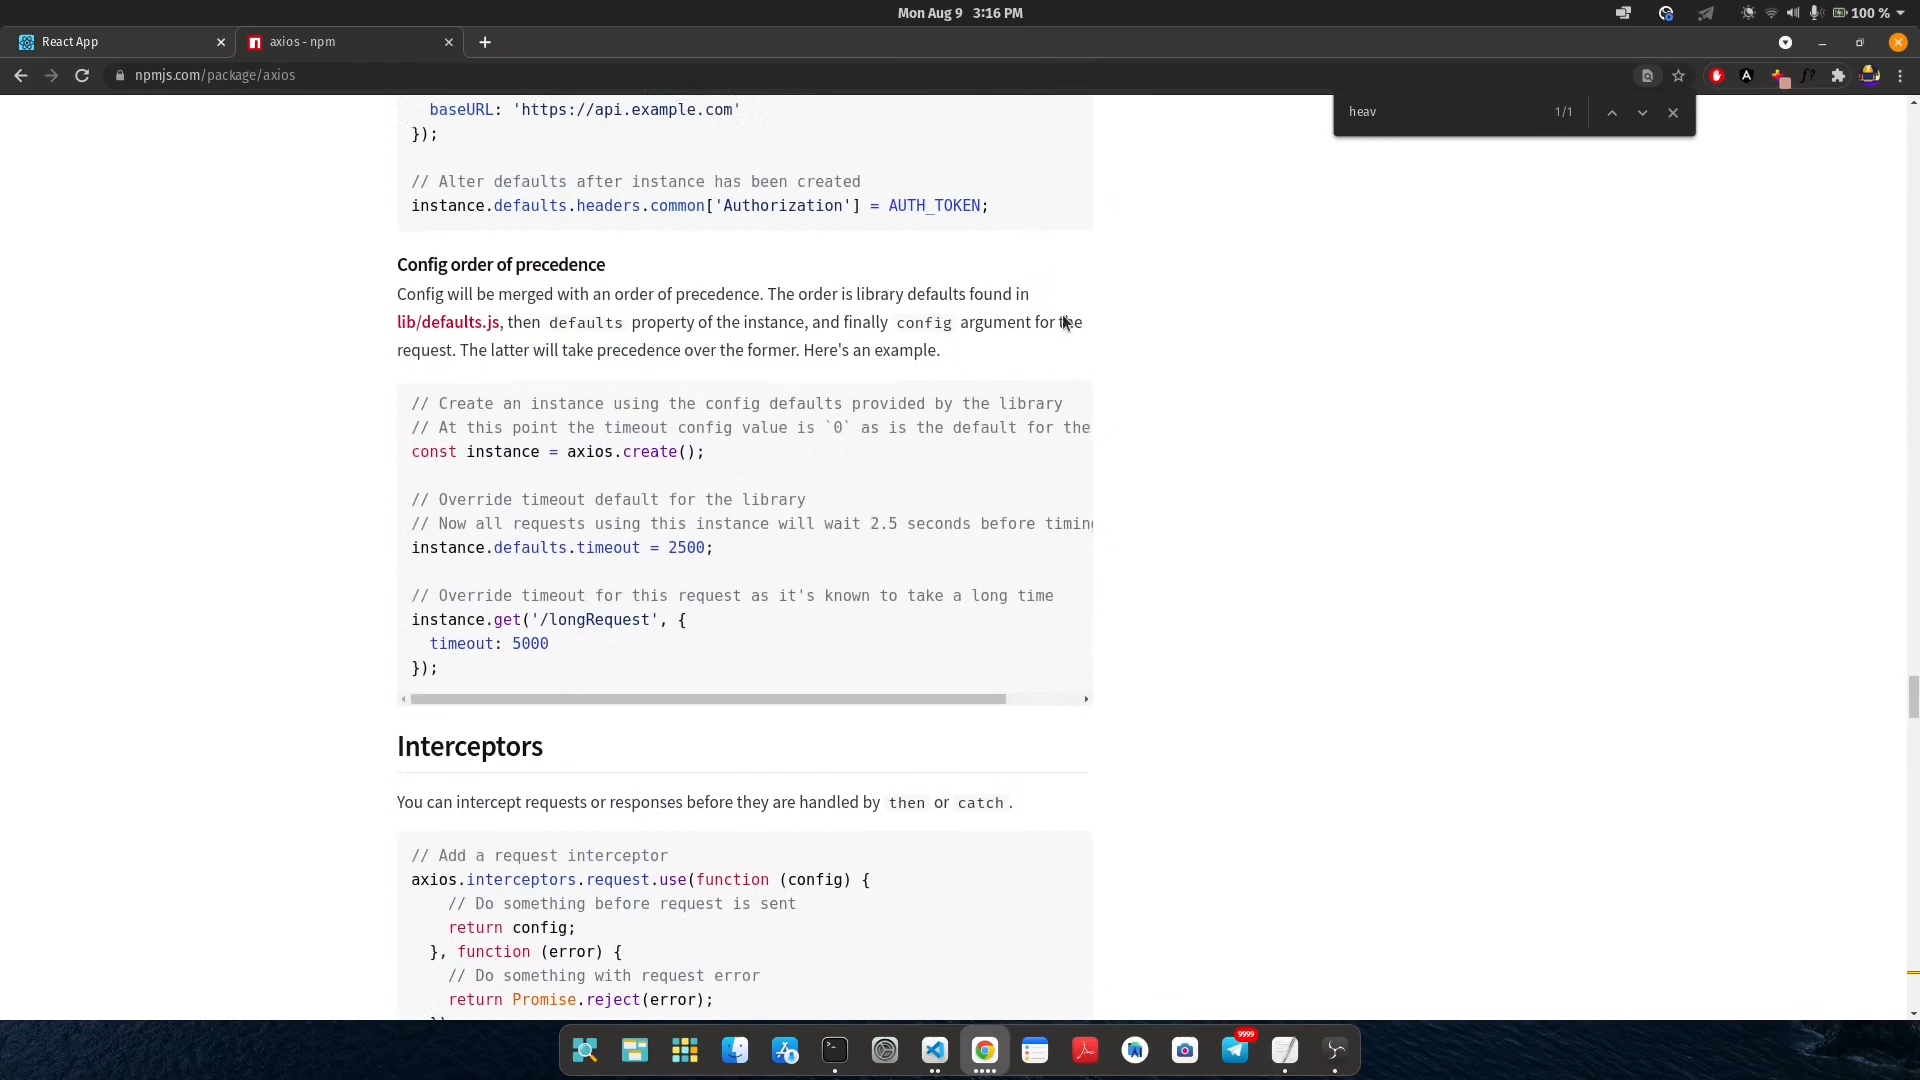 Mon Aug 9 3:16 PM
100 %
React App
axios - npm
npmjs.com/package/axios
heav
1/1
baseURL: 'https://api.example.com'
});
// Alter defaults after instance has been created
instance.defaults.headers.common['Authorization'] = AUTH_TOKEN;
Config order of precedence
Config will be merged with an order of precedence. The order is library defaults found in
lib/defaults.js, then defaults property of the instance, and finally config argument for the
request. The latter will take precedence over the former. Here's an example.
// Create an instance using the config defaults provided by the library
// At this point the timeout config value is `0` as is the default for the
const instance = axios.create();
// Override timeout default for the library
// Now all requests using this instance will wait 2.5 seconds before timing
instance.defaults.timeout = 2500;
// Override timeout for this request as it's known to take a long time
instance.get('/longRequest', {
timeout: 5000
});
Interceptors
You can intercept requests or responses before they are handled by then or catch.
// Add a request interceptor
axios.interceptors.request.use(function (config) {
// Do something before request is sent
return config;
}, function (error) {
// Do something with request error
return Promise.reject(error);
9999